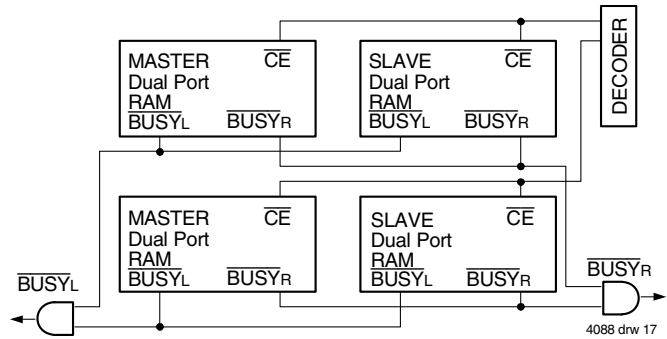 MASTER
Dual Port
RAM
CE
BUSYL
BUSYR
SLAVE
Dual Port
RAM
CE
BUSYL
BUSYR
DECODER
MASTER
Dual Port
RAM
CE
BUSYL
BUSYR
SLAVE
Dual Port
RAM
CE
BUSYL
BUSYR
BUSYL
BUSYR
4088 drw 17